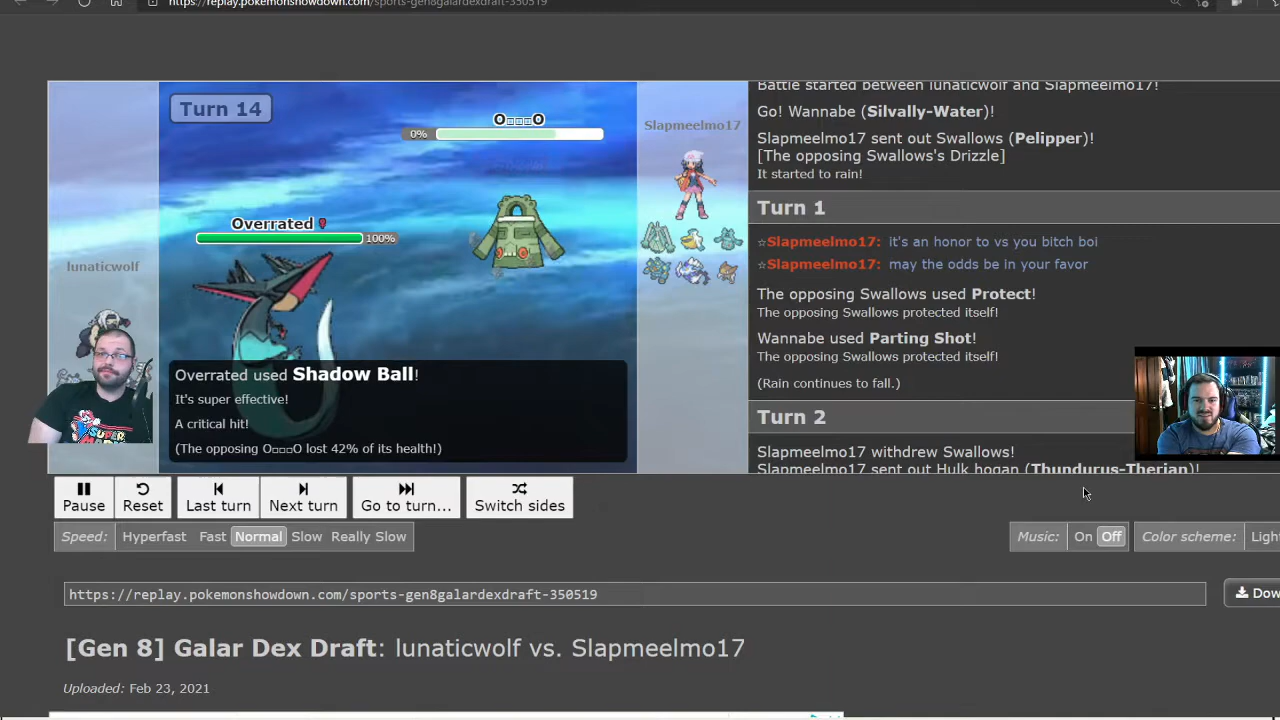 https://replay.pokemonshowdown.com/sports-gen8galardexdraft-350519
Turn 14
O□□□O
0%
Overrated
100%
lunaticwolf
Overrated used Shadow Ball!
It's super effective!
A critical hit!
(The opposing O□□□O lost 42% of its health!)
Slapmeelmo17
Battle started between lunaticwolf and Slapmeelmo17!
Go! Wannabe (Silvally-Water)!
Slapmeelmo17 sent out Swallows (Pelipper)!
[The opposing Swallows's Drizzle]
It started to rain!
Turn 1
☆Slapmeelmo17: it's an honor to vs you bitch boi
☆Slapmeelmo17: may the odds be in your favor
The opposing Swallows used Protect!
The opposing Swallows protected itself!
Wannabe used Parting Shot!
The opposing Swallows protected itself!
(Rain continues to fall.)
Turn 2
Slapmeelmo17 withdrew Swallows!
Slapmeelmo17 sent out Hulk hogan (Thundurus-Therian)!
Pause Reset Last turn Next turn Go to turn... Switch sides
Speed: Hyperfast Fast Normal Slow Really Slow Music: On Off Color scheme: Ligh
https://replay.pokemonshowdown.com/sports-gen8galardexdraft-350519
Dow
[Gen 8] Galar Dex Draft: lunaticwolf vs. Slapmeelmo17
Uploaded: Feb 23, 2021